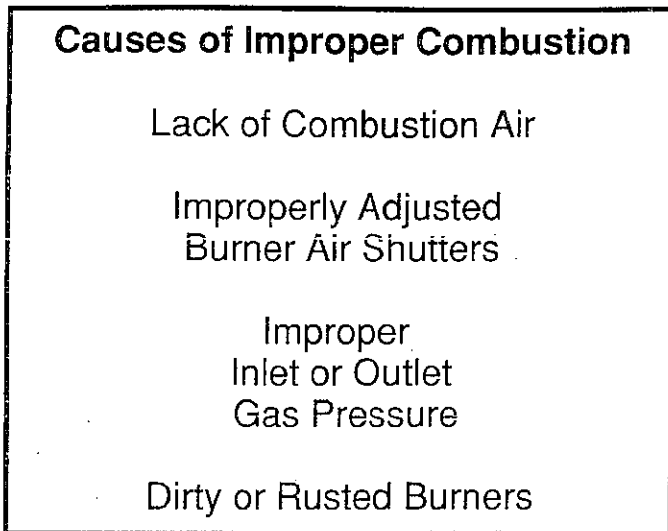 Causes of Improper Combustion
Lack of Combustion Air
Improperly Adjusted
Burner Air Shutters
Improper
Inlet or Outlet
Gas Pressure
Dirty or Rusted Burners